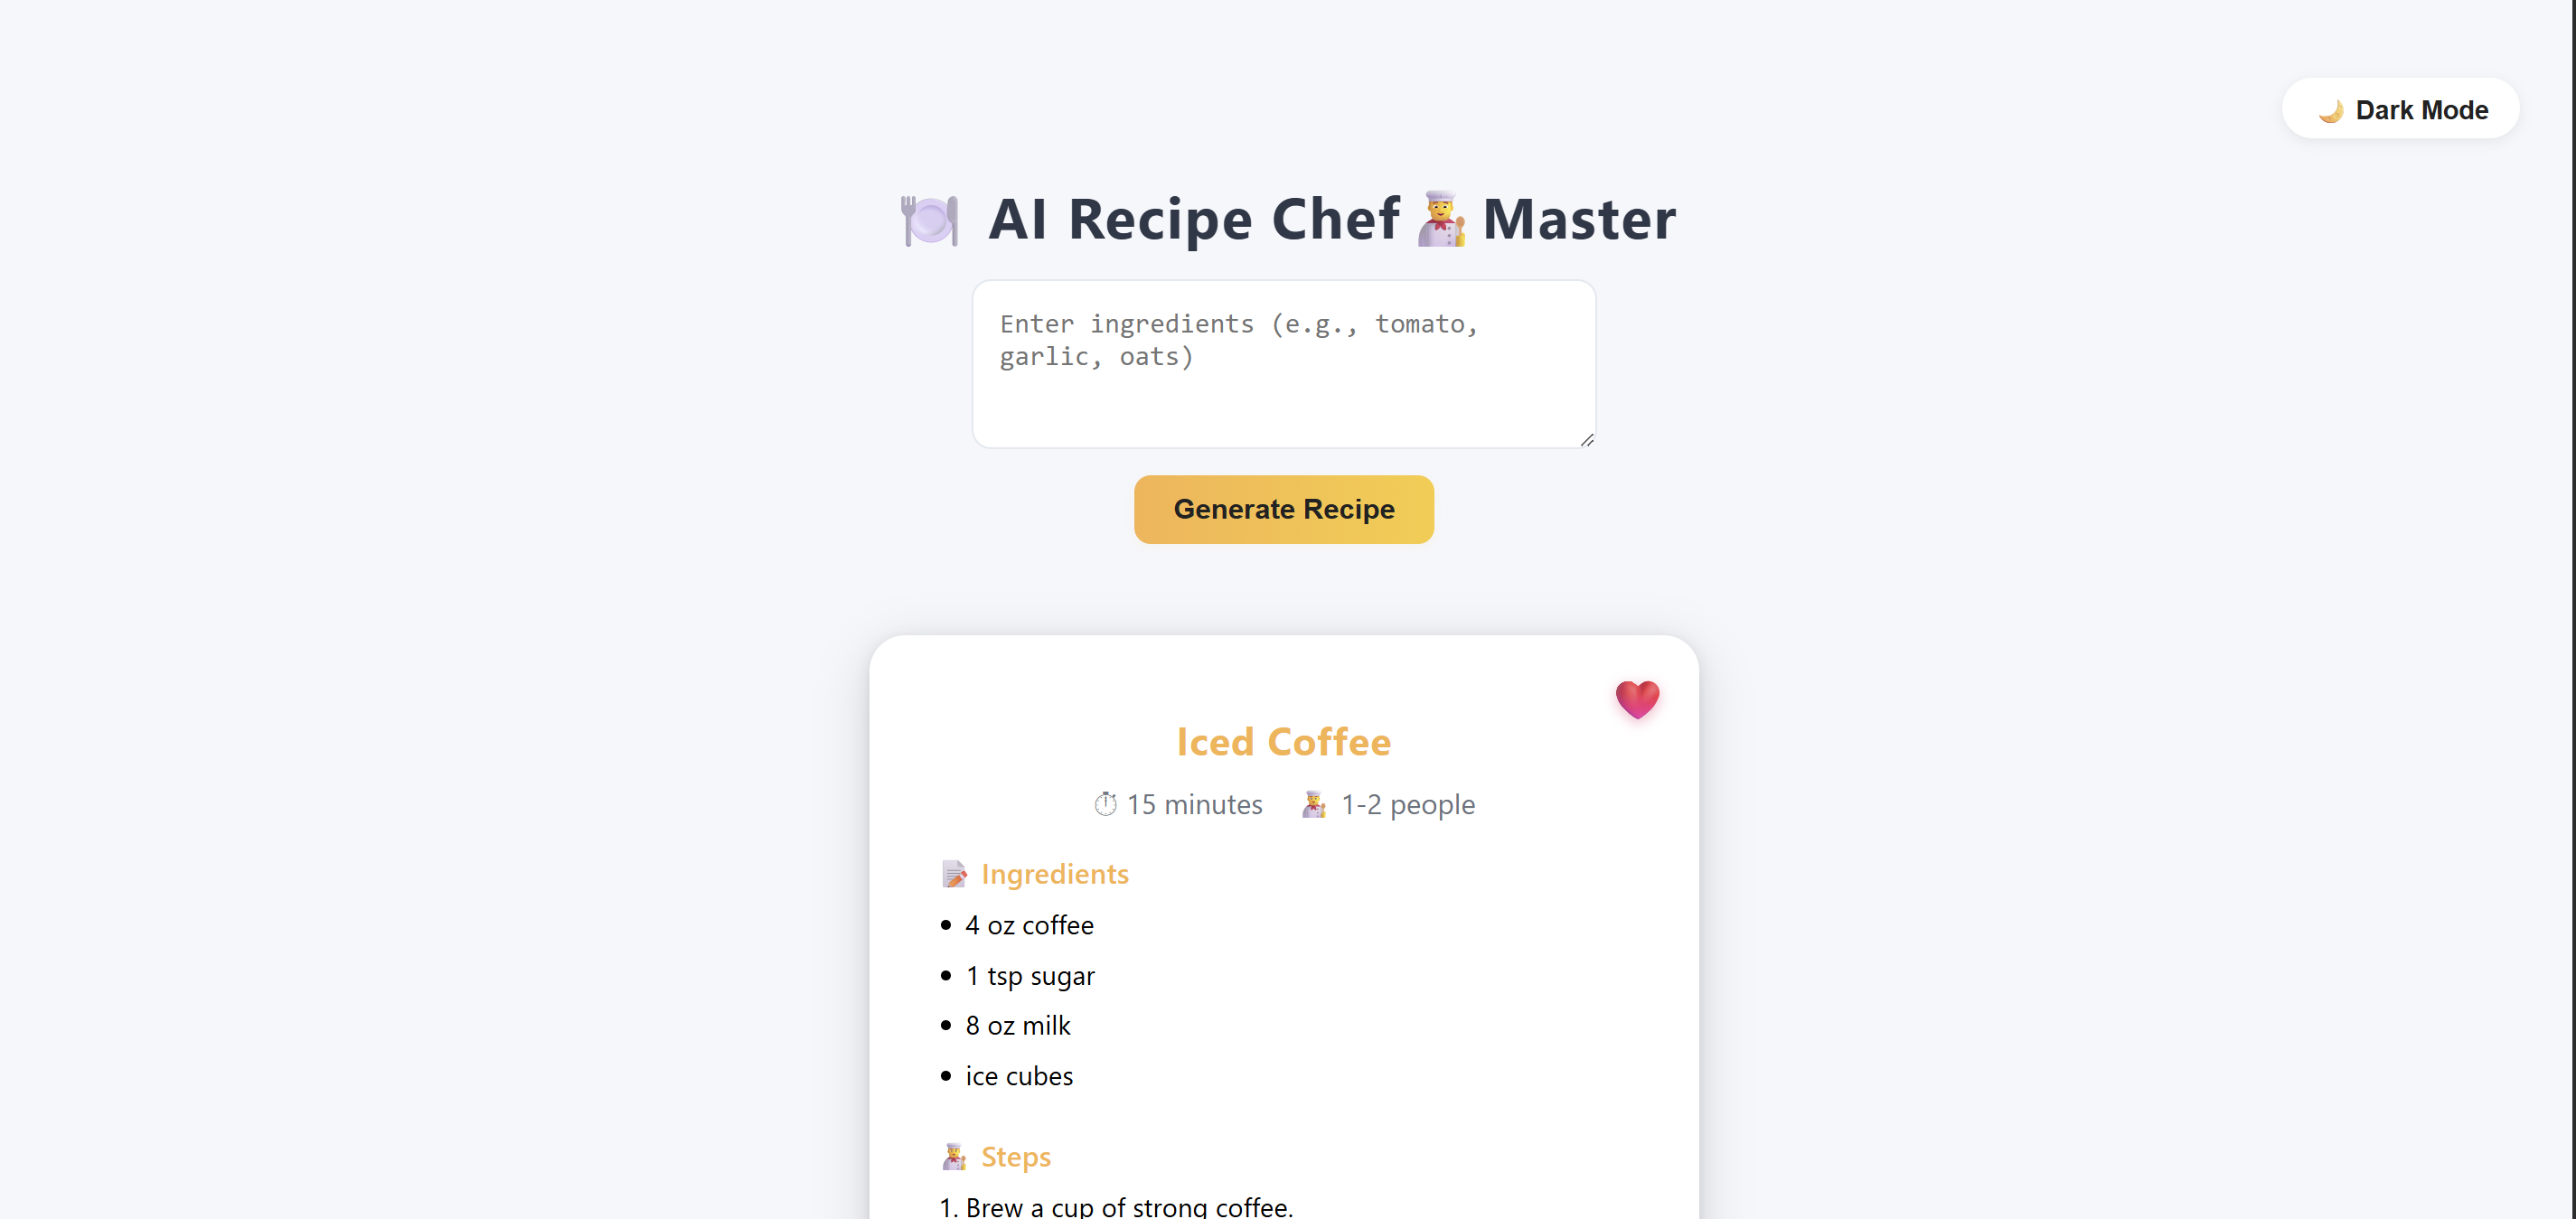 Dark Mode
AI Recipe Chef Master
Enter ingredients (e.g., tomato,
garlic, oats)
Generate Recipe
Iced Coffee
15 minutes 1-2 people
Ingredients
• 4 oz coffee
• 1 tsp sugar
• 8 oz milk
• ice cubes
Steps
1. Brew a cup of strong coffee.